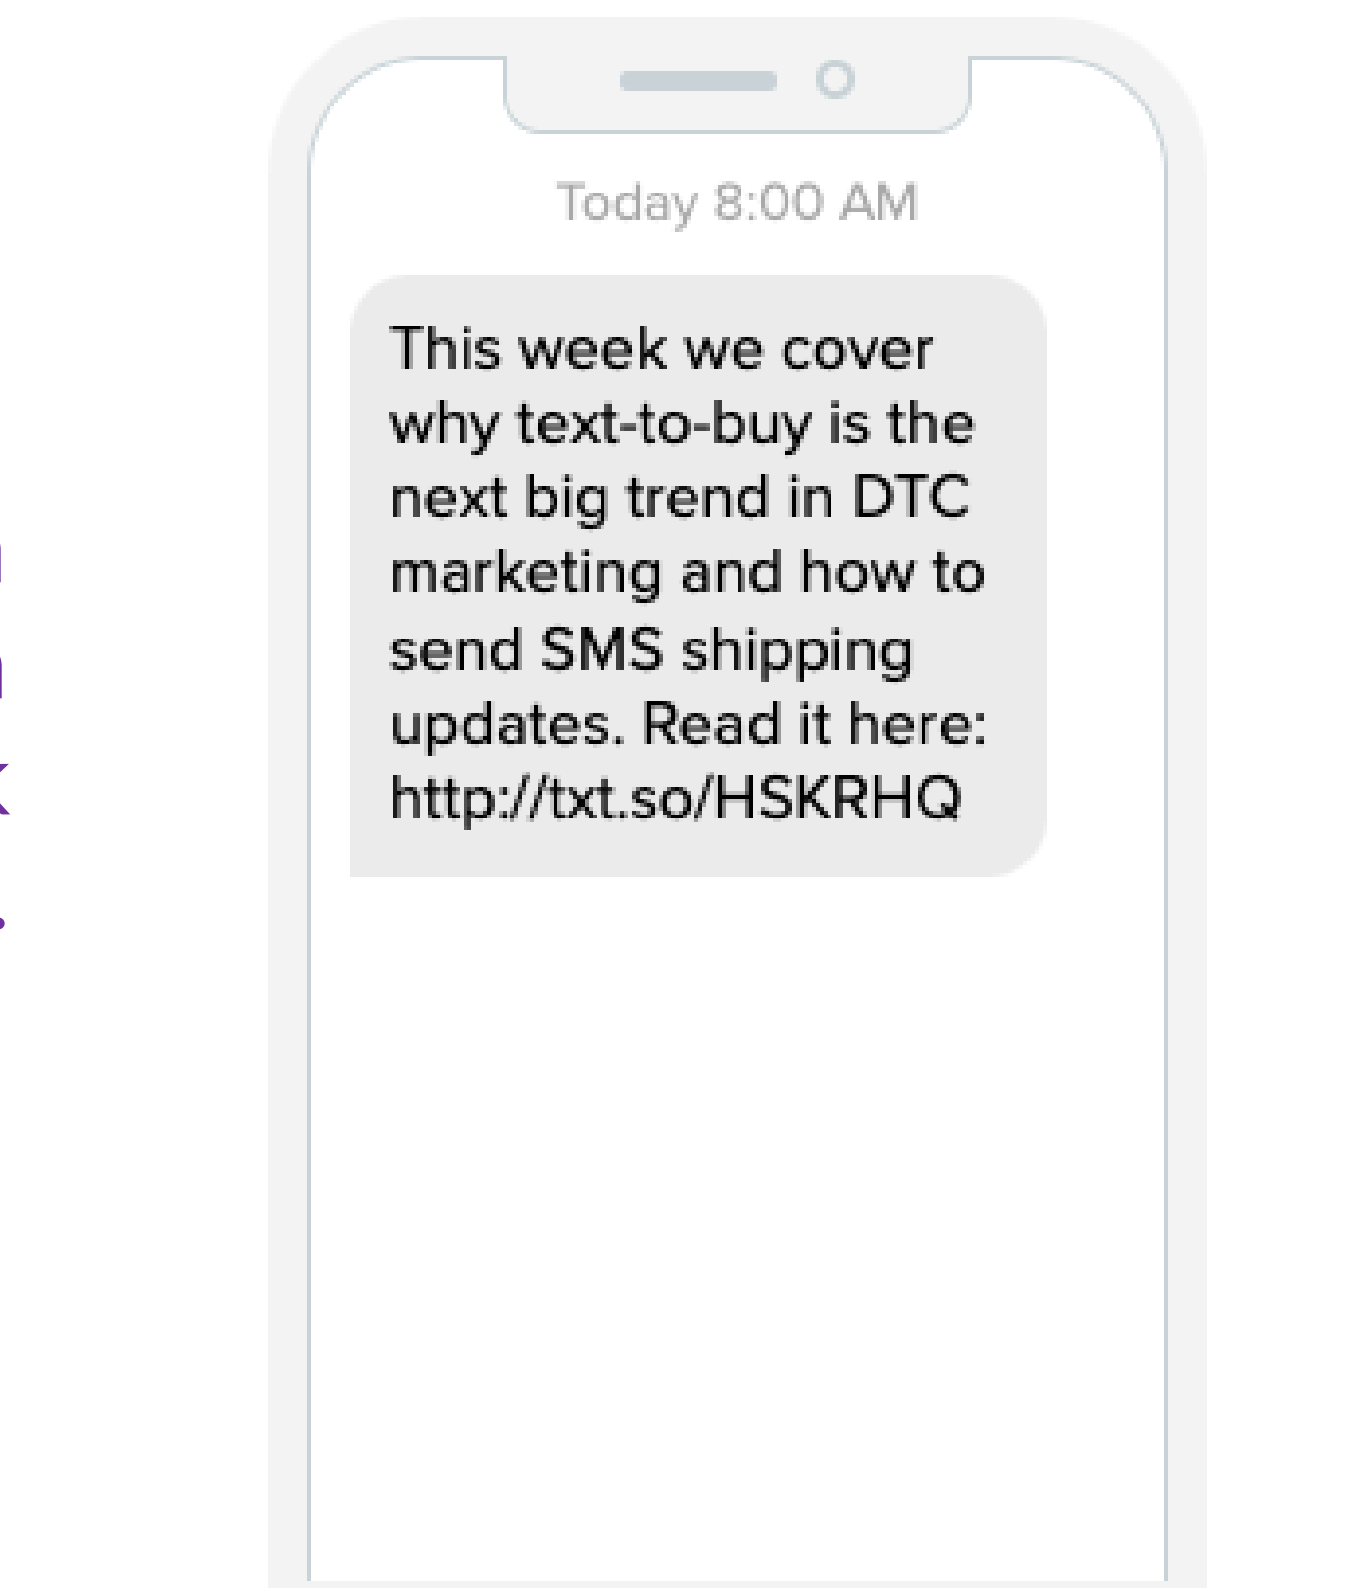 Today 8:00 AM
This week we cover
why text-to-buy is the
next big trend in DTC
marketing and how to
send SMS shipping
updates. Read it here:
http://txt.so/HSKRHQ